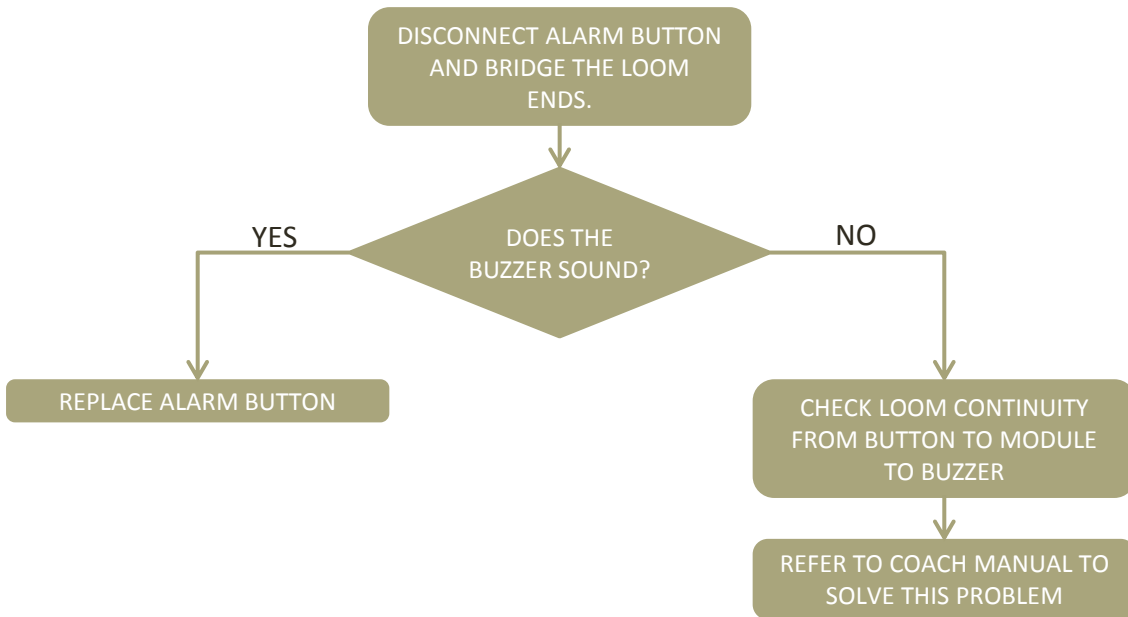 DISCONNECT ALARM BUTTON
AND BRIDGE THE LOOM
ENDS.
DOES THE
BUZZER SOUND?
YES
NO
REPLACE ALARM BUTTON
CHECK LOOM CONTINUITY
FROM BUTTON TO MODULE
TO BUZZER
REFER TO COACH MANUAL TO
SOLVE THIS PROBLEM